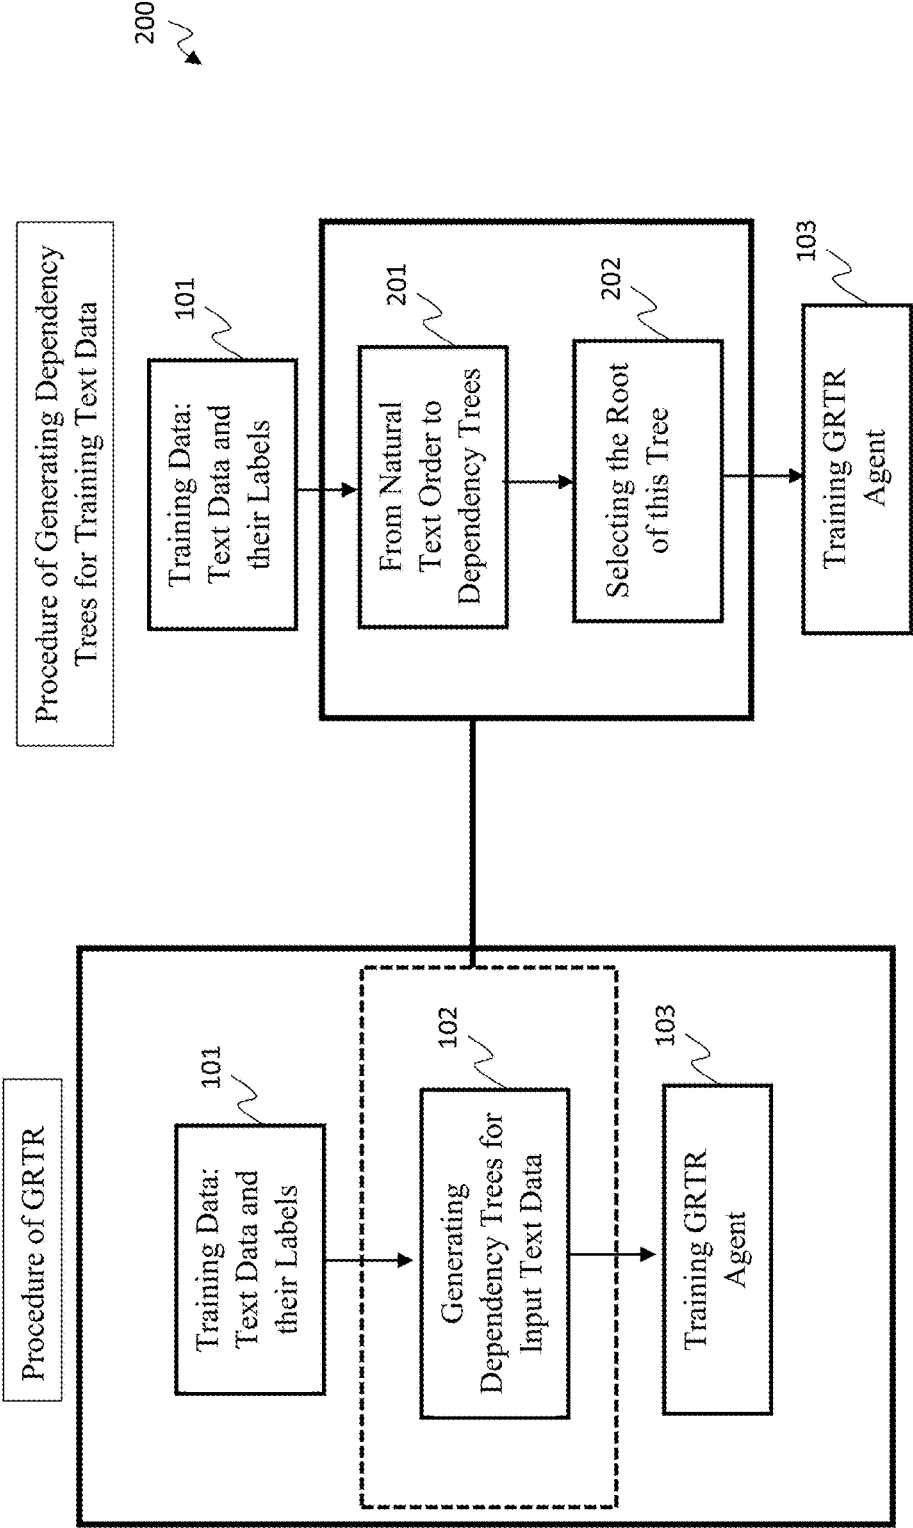 200
Procedure of GRTR
101
Training Data:
Text Data and
their Labels
102
Generating
Dependency Trees for
Input Text Data
103
Training GRTR
Agent
Procedure of Generating Dependency
Trees for Training Text Data
101
Training Data:
Text Data and
their Labels
201
From Natural
Text Order to
Dependency Trees
202
Selecting the Root
of this Tree
103
Training GRTR
Agent